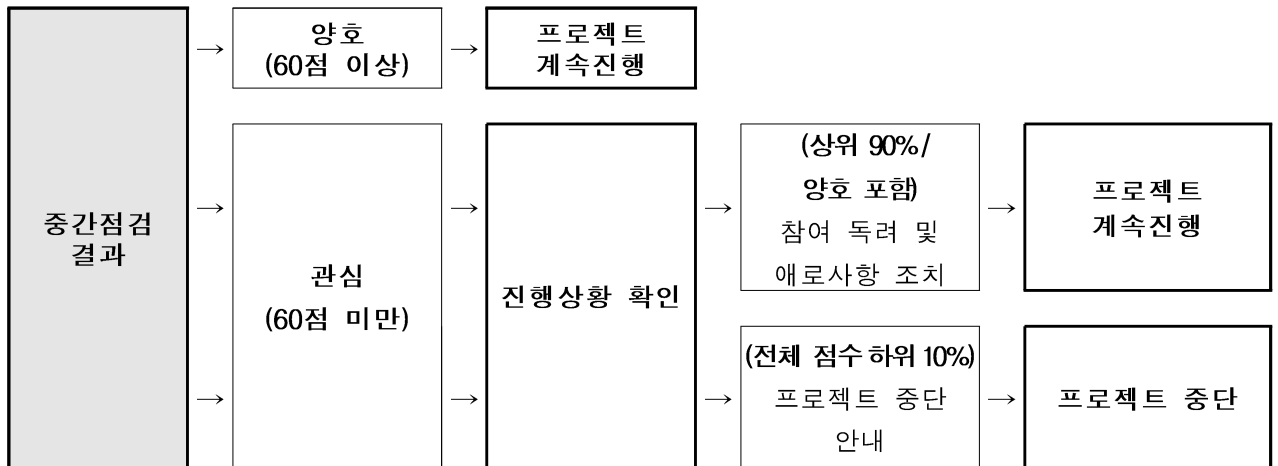 중간점검
결과
→
양호
(60점 이상)
→
프로젝트
계속진행
→
관심
(60점 미만)
→
진행상황 확인
→
(상위 90%/
양호 포함)
참여 독려 및
애로사항 조치
→
프로젝트
계속진행
→
→
→
(전체 점수 하위 10%)
프로젝트 중단
안내
→
프로젝트 중단